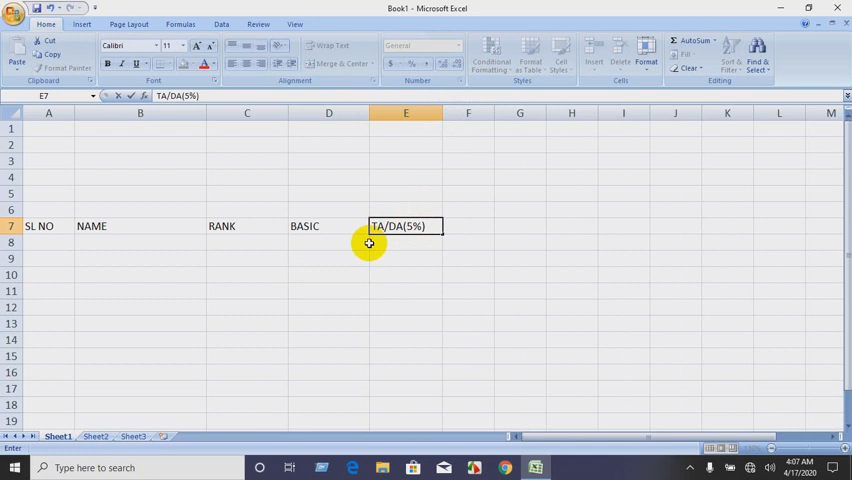 Book1 - Microsoft Excel
Home Insert Page Layout Formulas Data Review View
Paste
Cut
Copy
Format Painter
Clipboard
Calibri 11
B I U
Font
Wrap Text
Merge & Center
Alignment
General
$ % ,
Number
Conditional Formatting
Format as Table
Cell Styles
Styles
Insert Delete Format
Cells
Σ AutoSum
Fill
Clear
Sort & Filter
Find & Select
Editing
E7 TA/DA(5%)
A B C D E F G H I J K L M
1
2
3
4
5
6
7 SL NO NAME RANK BASIC TA/DA(5%)
8
9
10
11
12
13
14
15
16
17
18
19
Sheet1 Sheet2 Sheet3
Enter
Type here to search
4:07 AM
4/17/2020